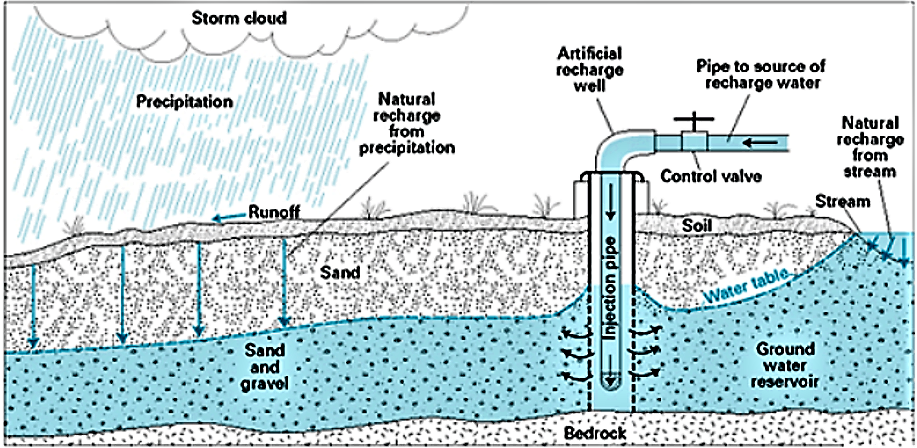 Storm cloud
Precipitation
Natural
recharge
from
precipitation
Artificial
recharge
well
Pipe to source of
recharge water
Natural
recharge
from
stream
Control valve
Stream
Runoff
Soil
Sand
Injection pipe
Water table
Sand
and
gravel
Ground
water
reservoir
Bedrock